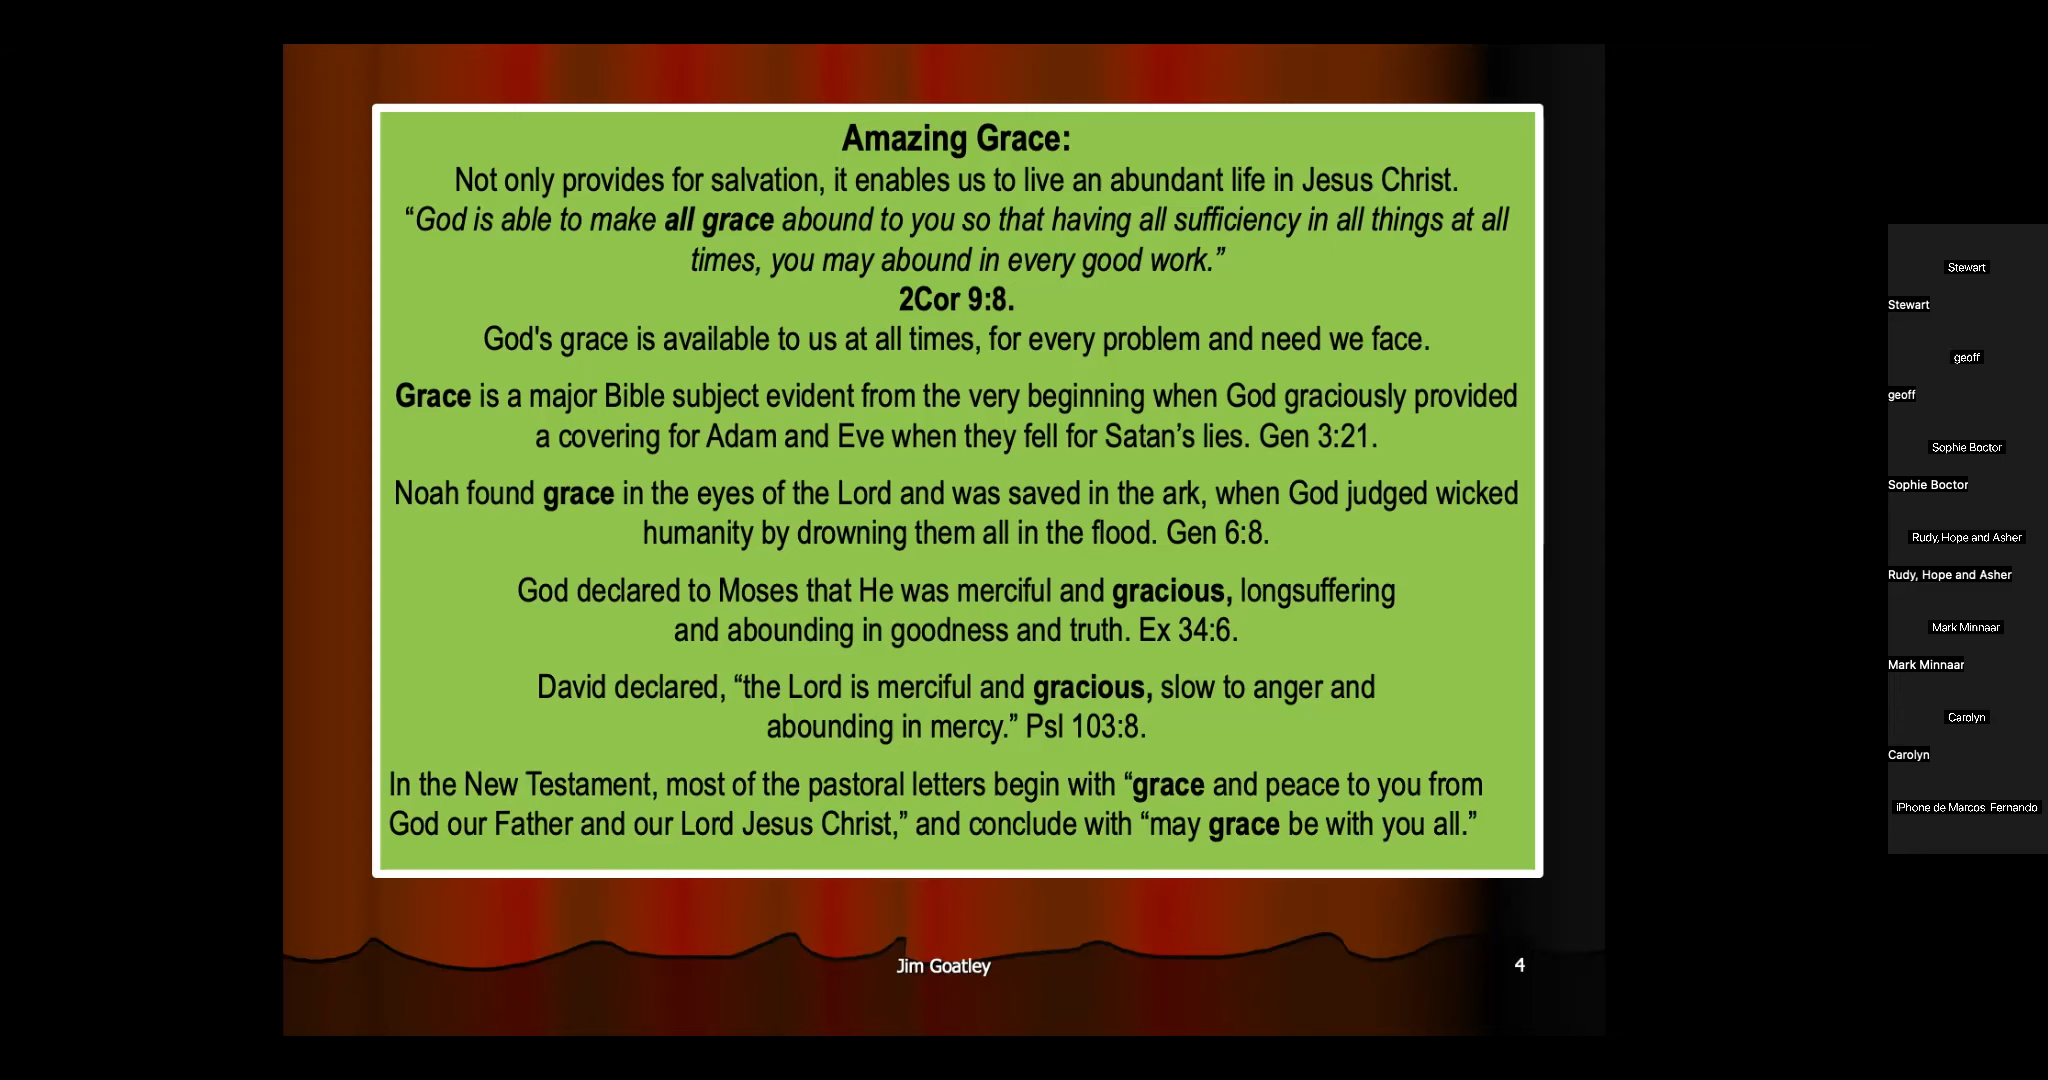 Amazing Grace:
Not only provides for salvation, it enables us to live an abundant life in Jesus Christ.
“God is able to make all grace abound to you so that having all sufficiency in all things at all
times, you may abound in every good work.”
2Cor 9:8.
God's grace is available to us at all times, for every problem and need we face.
Grace is a major Bible subject evident from the very beginning when God graciously provided
a covering for Adam and Eve when they fell for Satan’s lies. Gen 3:21.
Noah found grace in the eyes of the Lord and was saved in the ark, when God judged wicked
humanity by drowning them all in the flood. Gen 6:8.
God declared to Moses that He was merciful and gracious, longsuffering
and abounding in goodness and truth. Ex 34:6.
David declared, “the Lord is merciful and gracious, slow to anger and
abounding in mercy.” Psl 103:8.
In the New Testament, most of the pastoral letters begin with “grace and peace to you from
God our Father and our Lord Jesus Christ,” and conclude with “may grace be with you all.”
Jim Goatley
4
Stewart
Stewart
geoff
geoff
Sophie Boctor
Sophie Boctor
Rudy, Hope and Asher
Rudy, Hope and Asher
Mark Minnaar
Mark Minnaar
Carolyn
Carolyn
iPhone de Marcos Fernando